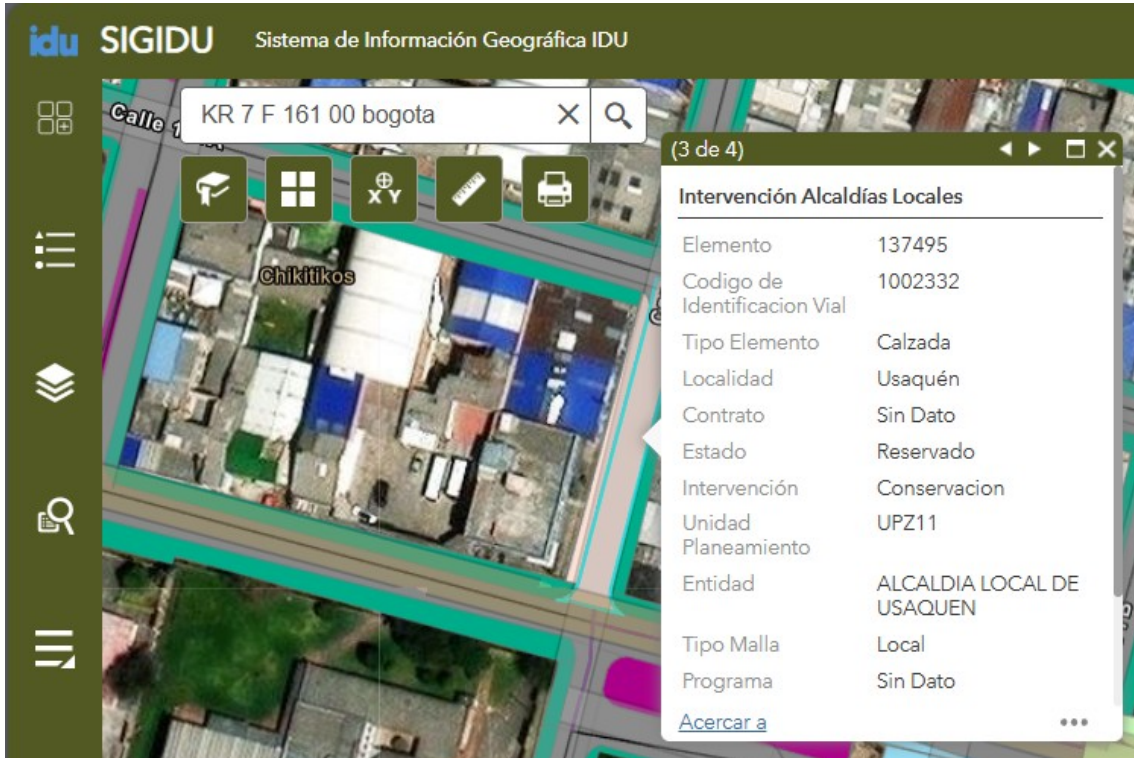 idu SIGIDU Sistema de Información Geográfica IDU
KR 7 F 161 00 bogota
Calle
X Y
Chikitikos
(3 de 4)
Intervención Alcaldías Locales
Elemento 137495
Codigo de 1002332
Identificacion Vial
Tipo Elemento Calzada
Localidad Usaquén
Contrato Sin Dato
Estado Reservado
Intervención Conservacion
Unidad UPZ11
Planeamiento
Entidad ALCALDIA LOCAL DE
USAQUEN
Tipo Malla Local
Programa Sin Dato
Acercar a